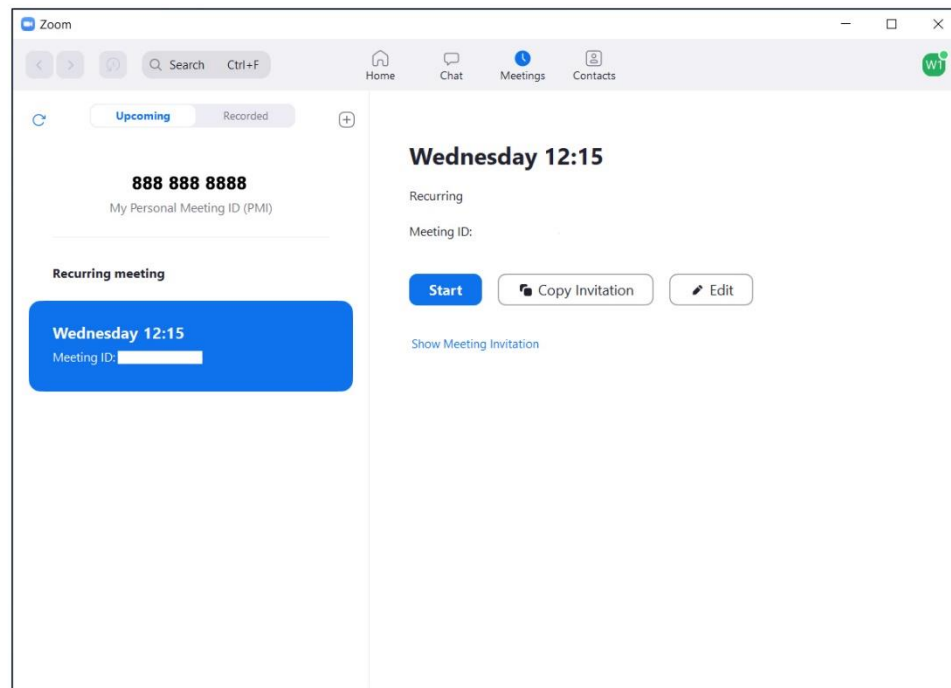 Zoom
Search Ctrl+F
Home Chat Meetings Contacts
W1
Upcoming Recorded
888 888 8888
My Personal Meeting ID (PMI)
Recurring meeting
Wednesday 12:15
Meeting ID:
Wednesday 12:15
Recurring
Meeting ID:
Start Copy Invitation Edit
Show Meeting Invitation